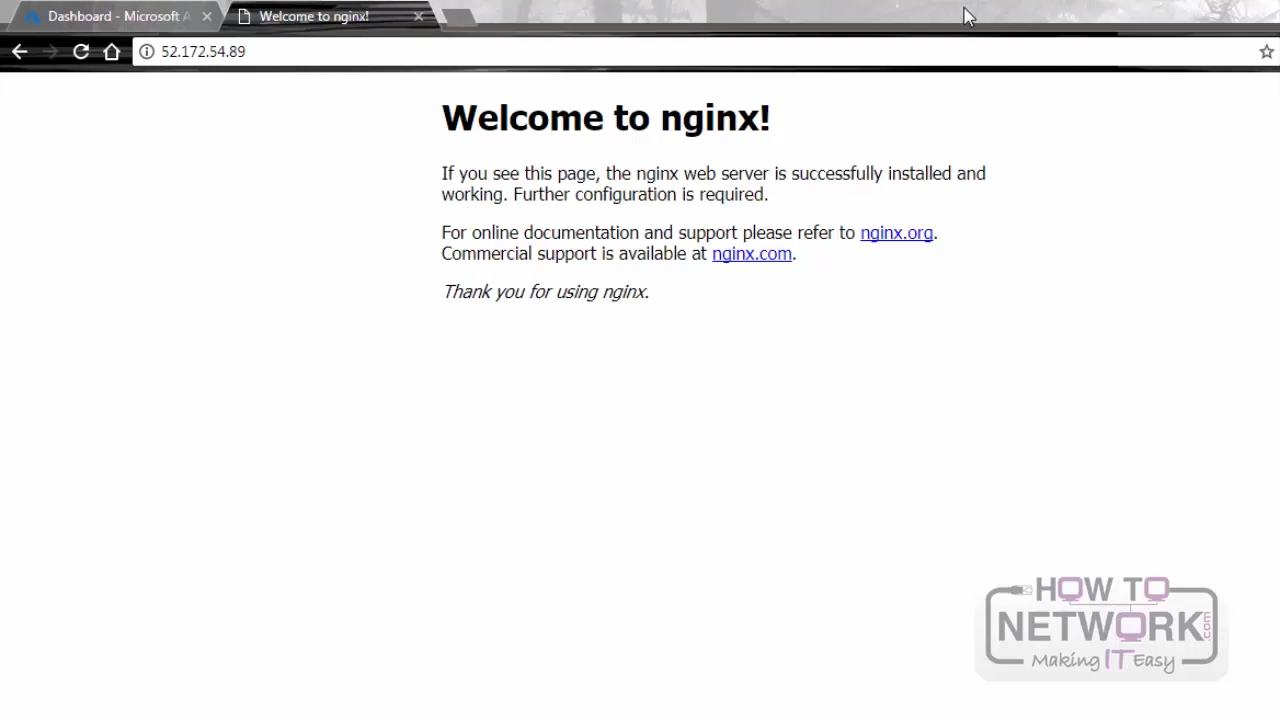 Dashboard - Microsoft A
Welcome to nginx!
52.172.54.89
Welcome to nginx!
If you see this page, the nginx web server is successfully installed and
working. Further configuration is required.
For online documentation and support please refer to nginx.org.
Commercial support is available at nginx.com.
Thank you for using nginx.
HOW TO
NETWORK.com
Making IT Easy